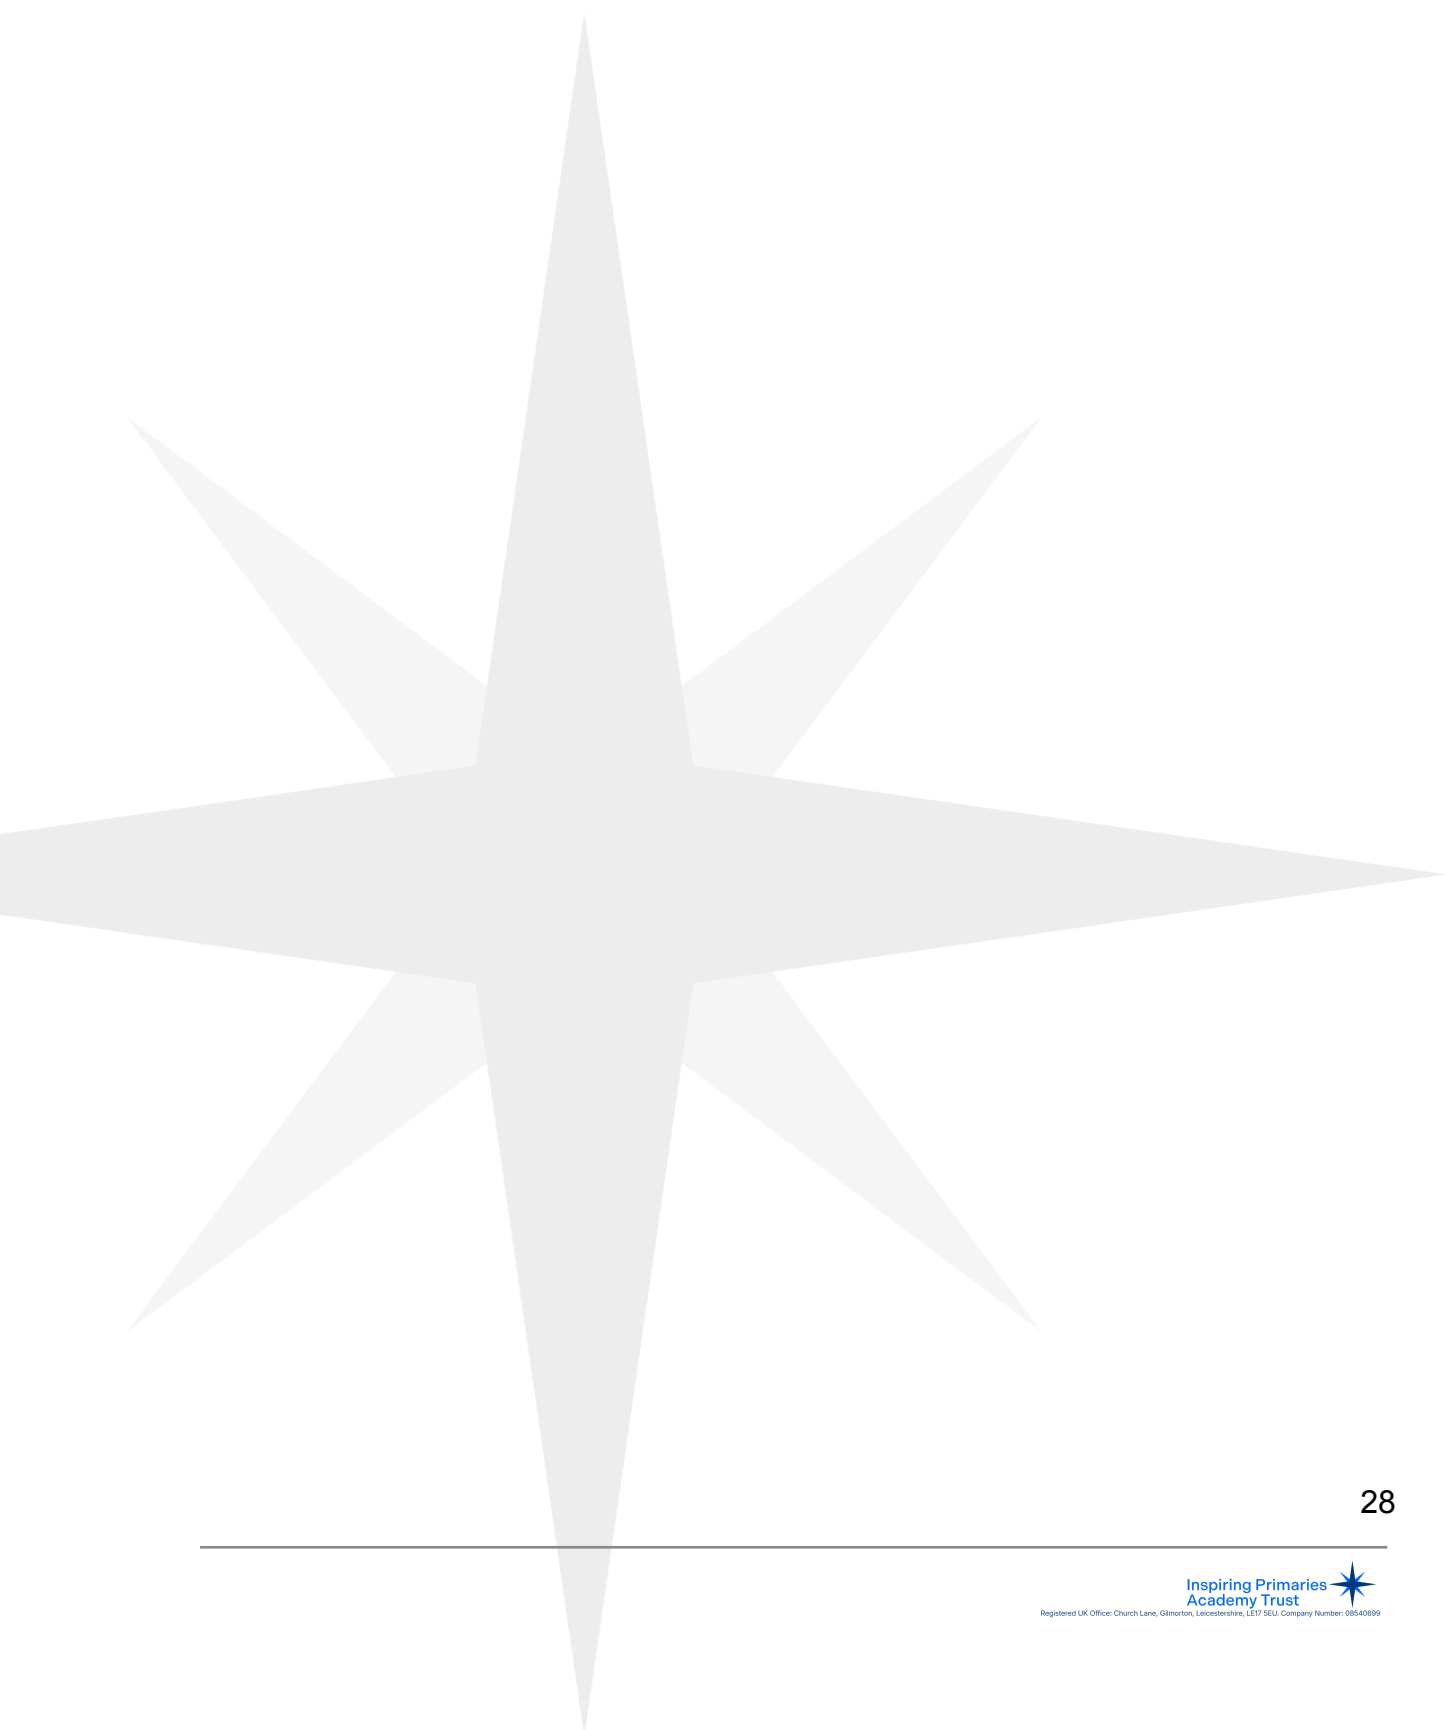 28
Inspiring Primaries
Academy Trust
Registered UK Office: Church Lane, Gilmorton, Leicestershire, LE17 5EU. Company Number: 08540699